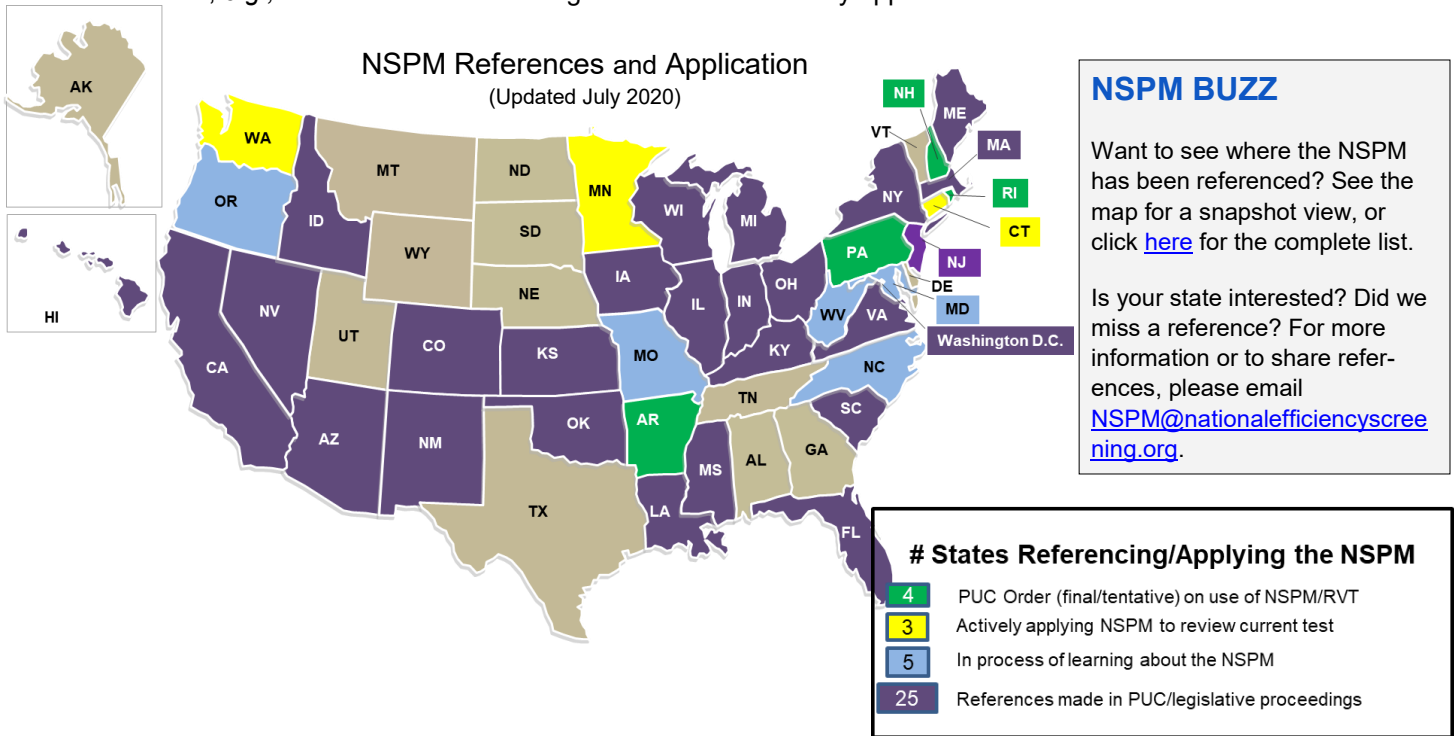 NSPM References and Application
(Updated July 2020)
AK
HI
WA
OR
ID
MT
ND
MN
SD
WY
NE
NV
UT
CA
CO
KS
AZ
NM
OK
TX
WI
MI
IA
IL
IN
OH
MO
KY
WV
VA
NC
TN
SC
AR
MS
AL
GA
LA
FL
PA
NY
VT
NH
ME
MA
RI
CT
NJ
DE
MD
Washington D.C.
NSPM BUZZ
Want to see where the NSPM
has been referenced? See the
map for a snapshot view, or
click here for the complete list.
Is your state interested? Did we
miss a reference? For more
information or to share refer-
ences, please email
NSPM@nationalefficiencyscree
ning.org.
# States Referencing/Applying the NSPM
4 PUC Order (final/tentative) on use of NSPM/RVT
3 Actively applying NSPM to review current test
5 In process of learning about the NSPM
25 References made in PUC/legislative proceedings